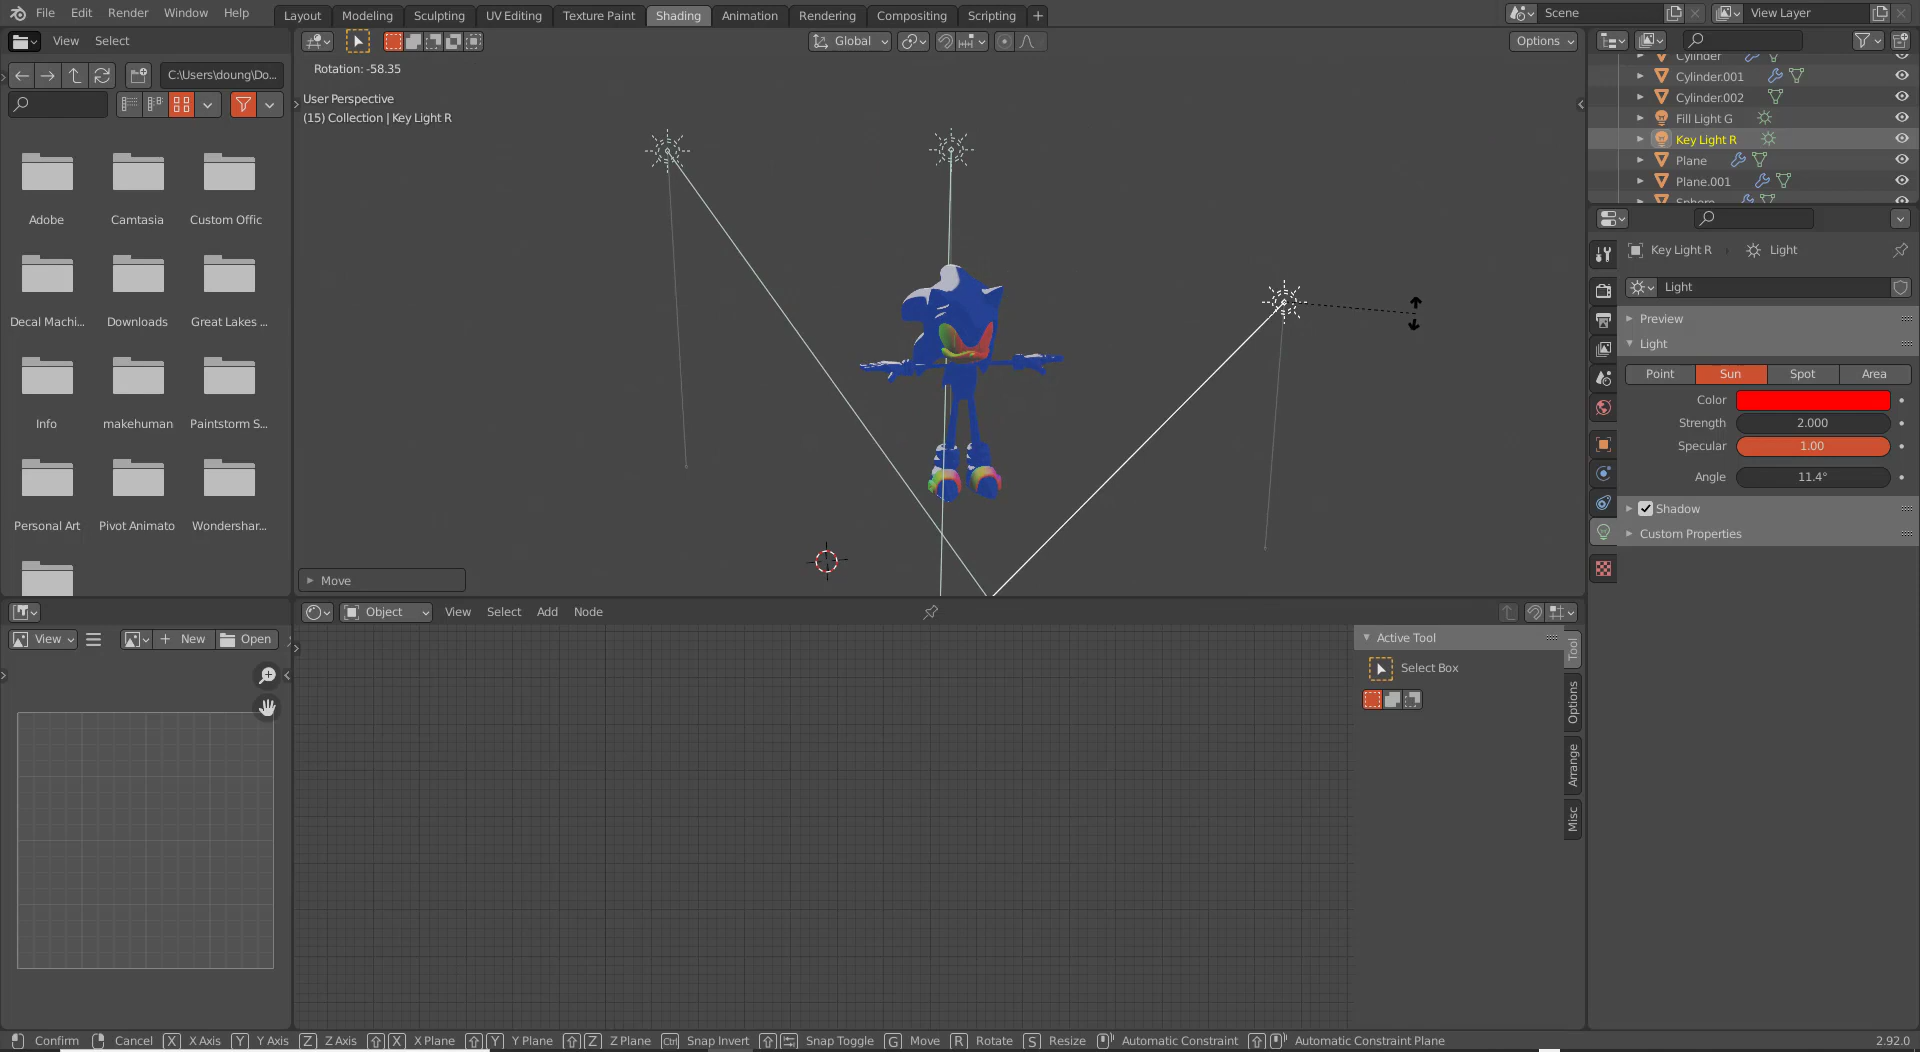 File Edit Render Window Help Layout Modeling Sculpting UV Editing Texture Paint Shading Animation Rendering Compositing Scripting + Scene View Layer
View Select
C:\Users\doung\Do...
Adobe Camtasia Custom Offic
Decal Machi... Downloads Great Lakes ...
Info makehuman Paintstorm S...
Personal Art Pivot Animato Wondershar...
Global
Options
Rotation: -58.35
User Perspective
(15) Collection | Key Light R
Move
Cylinder
Cylinder.001
Cylinder.002
Fill Light G
Key Light R
Plane
Plane.001
Sphere
Key Light R Light
Light
Preview
Light
Point Sun Spot Area
Color
Strength 2.000
Specular 1.00
Angle 11.4°
Shadow
Custom Properties
View New Open
Object View Select Add Node
Active Tool
Select Box
Tool
Options
Arrange
Misc
Confirm Cancel X X Axis Y Y Axis Z Z Axis X X Plane Y Y Plane Z Z Plane Ctrl Snap Invert Snap Toggle G Move R Rotate S Resize Automatic Constraint Automatic Constraint Plane 2.92.0